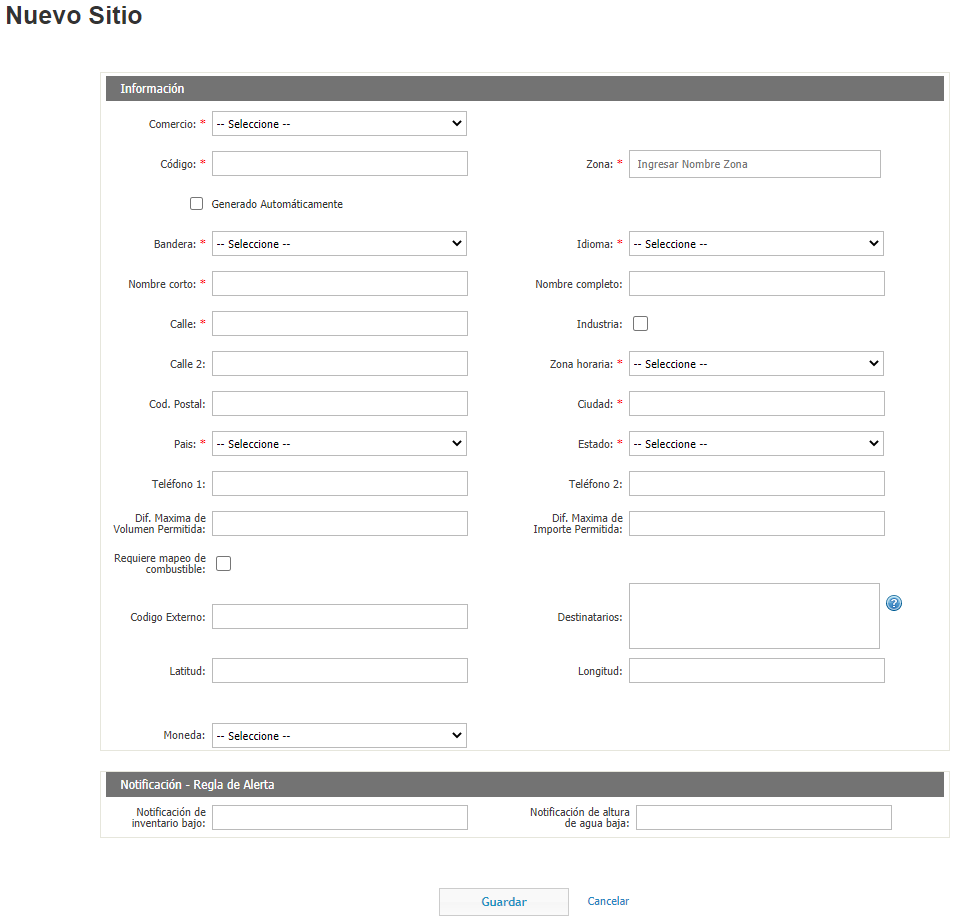 Nuevo Sitio
Información
Comercio: * -- Seleccione --
Código: * Zona: * Ingresar Nombre Zona
Generado Automáticamente
Bandera: * -- Seleccione -- Idioma: * -- Seleccione --
Nombre corto: * Nombre completo:
Calle: * Industria:
Calle 2: Zona horaria: * -- Seleccione --
Cod. Postal: Ciudad: *
Pais: * -- Seleccione -- Estado: * -- Seleccione --
Teléfono 1: Teléfono 2:
Dif. Maxima de
Volumen Permitida:
Dif. Maxima de
Importe Permitida:
Requiere mapeo de
combustible:
Codigo Externo: Destinatarios: ?
Latitud: Longitud:
Moneda: -- Seleccione --
Notificación - Regla de Alerta
Notificación de
inventario bajo:
Notificación de altura
de agua baja:
Guardar Cancelar